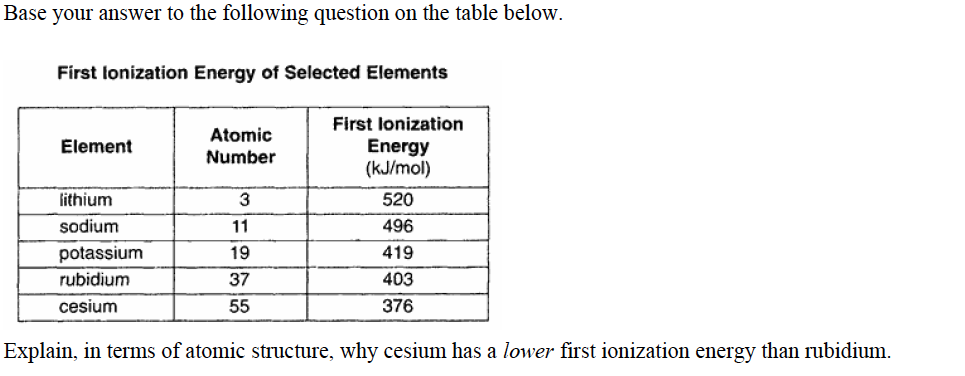 Base your answer to the following question on the table below.
First Ionization Energy of Selected Elements
Element Atomic Number First Ionization Energy (kJ/mol)
lithium 3 520
sodium 11 496
potassium 19 419
rubidium 37 403
cesium 55 376
Explain, in terms of atomic structure, why cesium has a lower first ionization energy than rubidium.